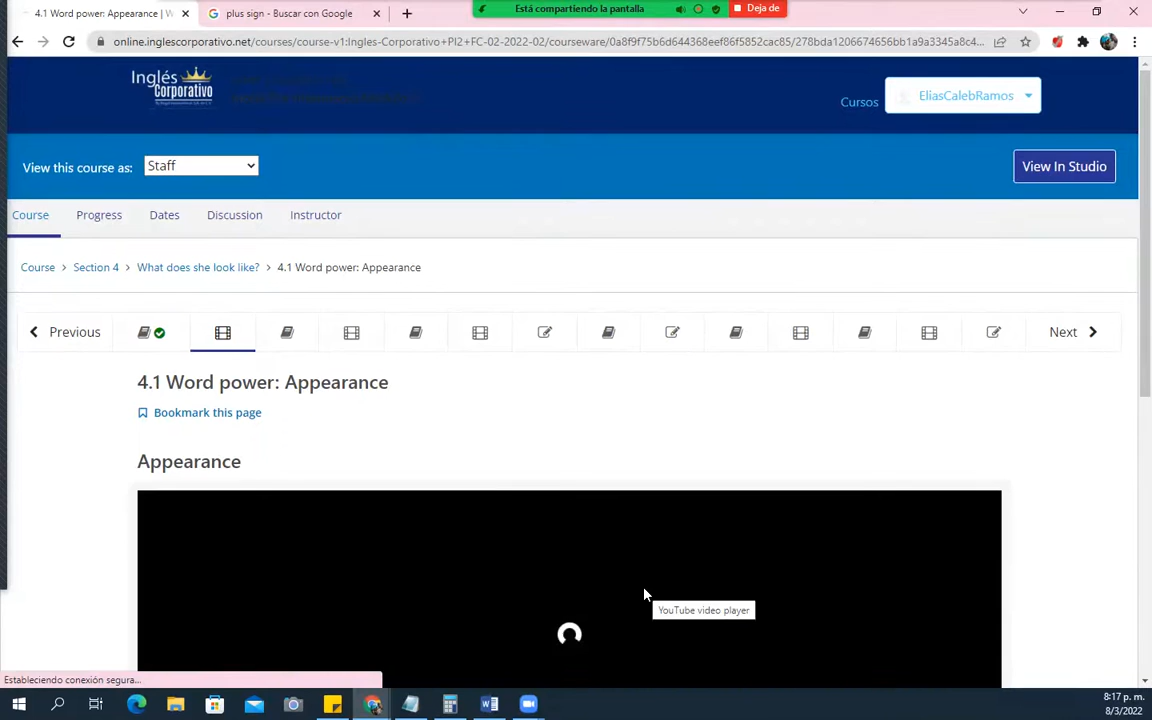 4.1 Word power: Appearance | W
plus sign - Buscar con Google
Está compartiendo la pantalla
Deja de
online.inglescorporativo.net/courses/course-v1:Ingles-Corporativo+PI2+FC-02-2022-02/courseware/0a8f9f75b6d644368eef86f5852cac85/278bda1206674656bb1a9a3345a8c4...
Inglés
Corporativo
Cursos
EliasCalebRamos
View this course as:
Staff
View In Studio
Course
Progress
Dates
Discussion
Instructor
Course > Section 4 > What does she look like? > 4.1 Word power: Appearance
Previous
Next
4.1 Word power: Appearance
Bookmark this page
Appearance
YouTube video player
Estableciendo conexión segura...
8:17 p. m.
8/3/2022